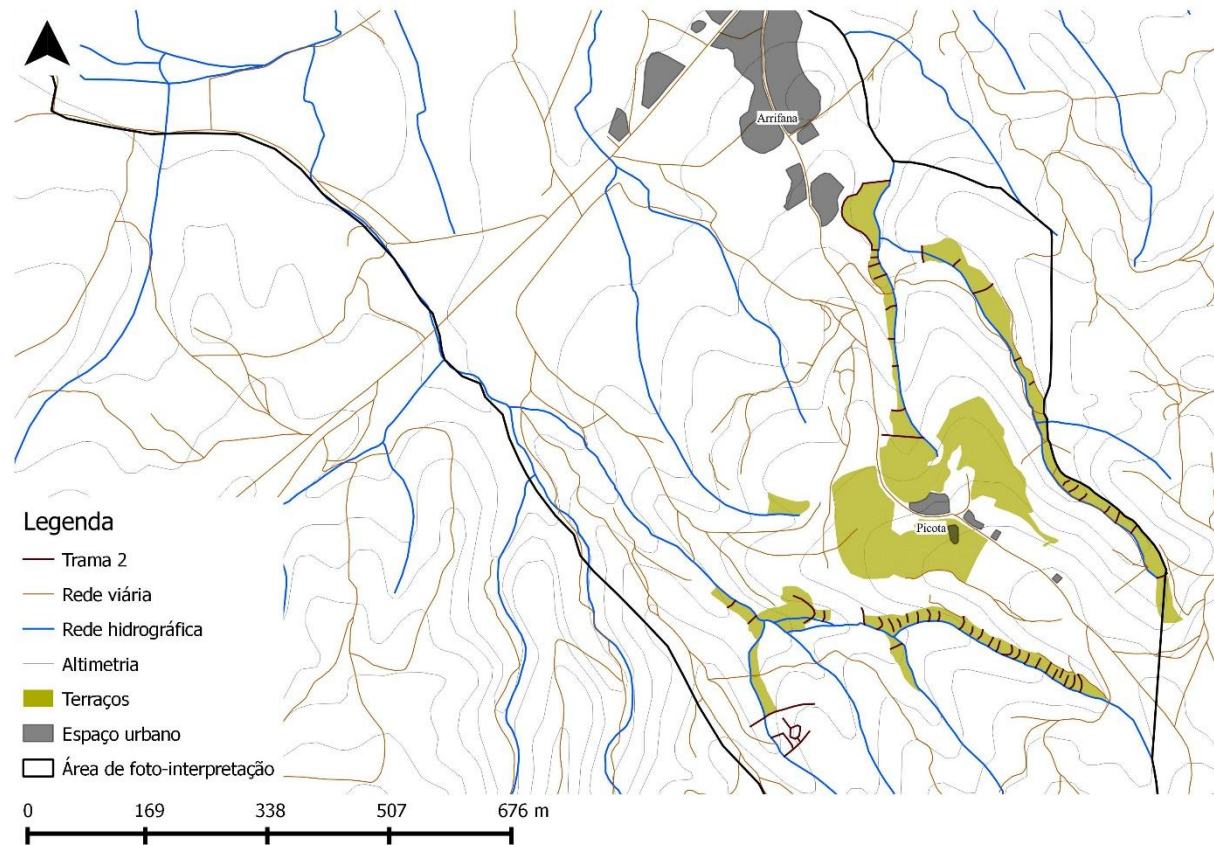 Arrifana
Picota
Legenda
Trama 2
Rede viária
Rede hidrográfica
Altimetria
Terraços
Espaço urbano
Área de foto-interpretação
0 169 338 507 676 m